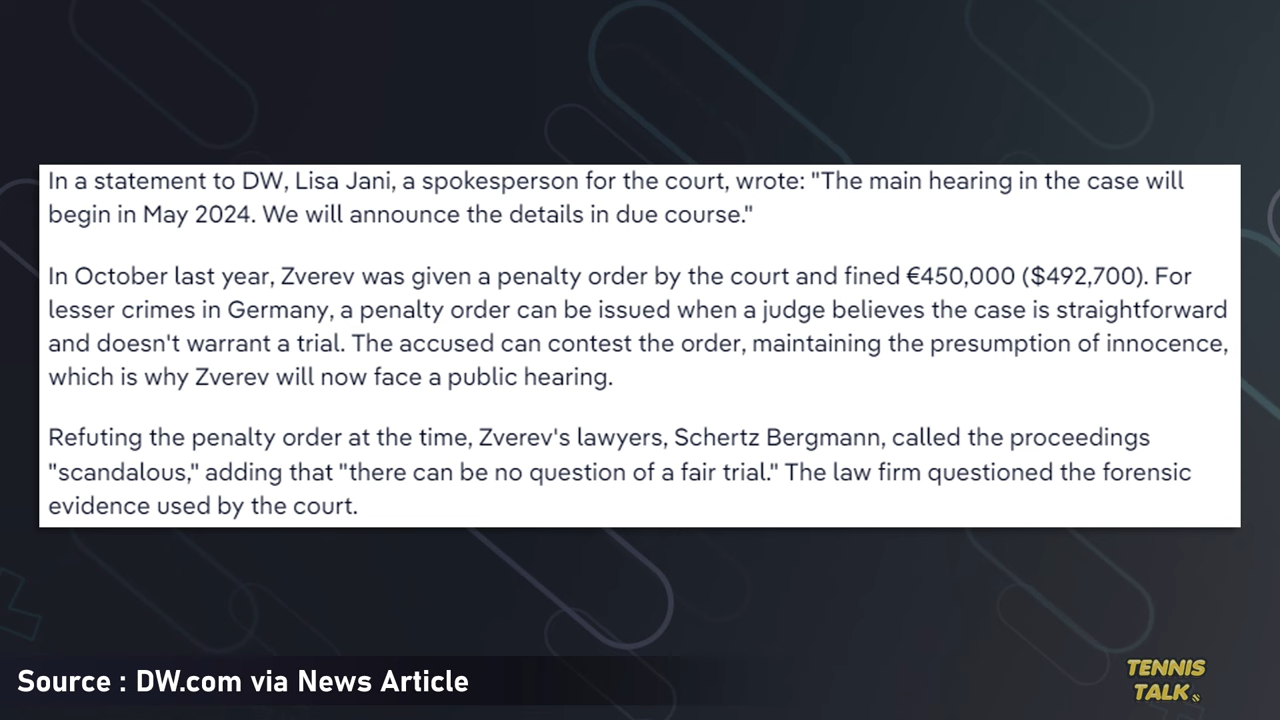 In a statement to DW, Lisa Jani, a spokesperson for the court, wrote: "The main hearing in the case will
begin in May 2024. We will announce the details in due course."
In October last year, Zverev was given a penalty order by the court and fined €450,000 ($492,700). For
lesser crimes in Germany, a penalty order can be issued when a judge believes the case is straightforward
and doesn't warrant a trial. The accused can contest the order, maintaining the presumption of innocence,
which is why Zverev will now face a public hearing.
Refuting the penalty order at the time, Zverev's lawyers, Schertz Bergmann, called the proceedings
"scandalous," adding that "there can be no question of a fair trial." The law firm questioned the forensic
evidence used by the court.
Source : DW.com via News Article
TENNIS
TALK